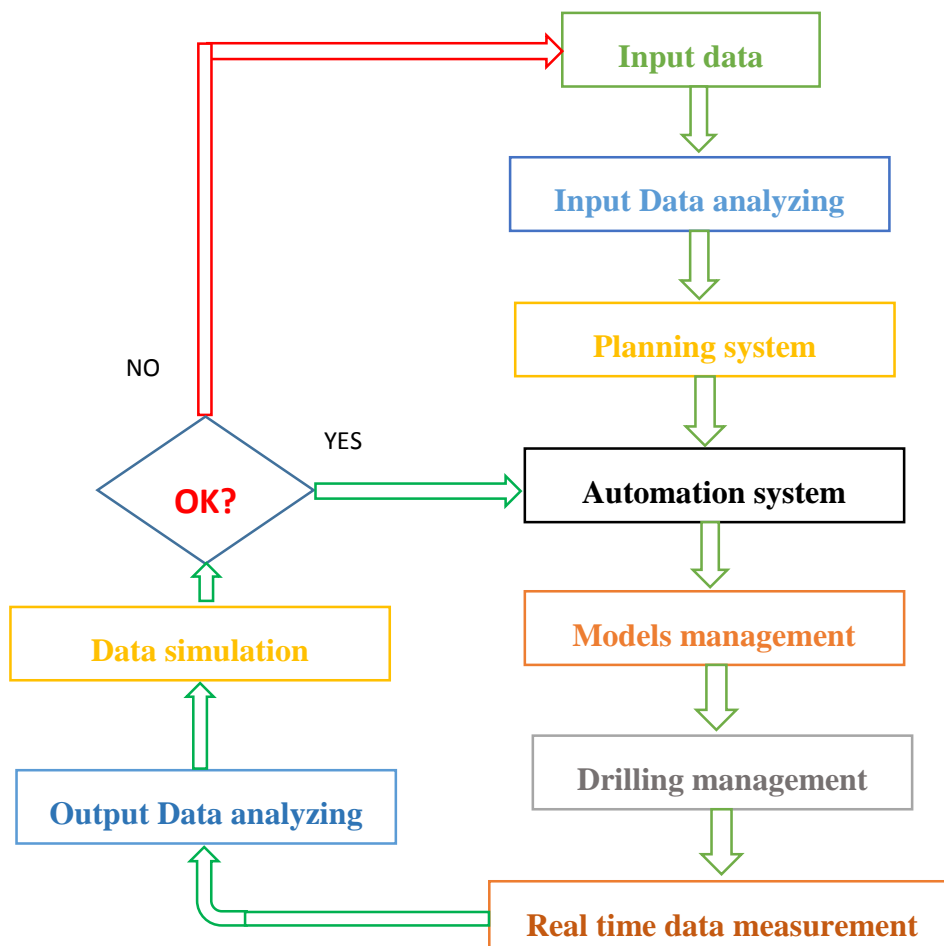 Input data
Input Data analyzing
Planning system
NO
YES
OK?
Automation system
Data simulation
Models management
Output Data analyzing
Drilling management
Real time data measurement